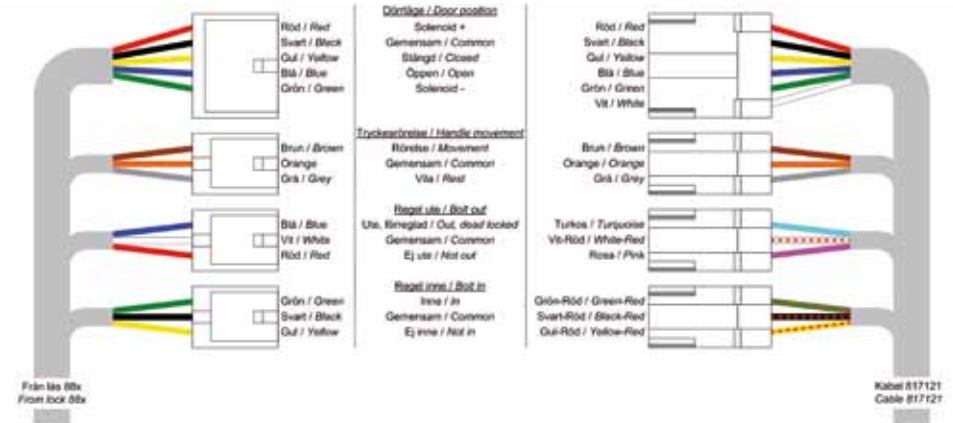 Dörrläge / Door position
Röd / Red
Solenoid +
Röd / Red
Svart / Black
Gemensam / Common
Svart / Black
Gul / Yellow
Stängd / Closed
Gul / Yellow
Blå / Blue
Öppen / Open
Blå / Blue
Grön / Green
Solenoid -
Grön / Green
Vit / White
Tryckesrörelse / Handle movement
Brun / Brown
Rörelse / Movement
Brun / Brown
Orange
Gemensam / Common
Orange / Orange
Grå / Grey
Vila / Rest
Grå / Grey
Regel ute / Bolt out
Blå / Blue
Ute, förreglad / Out, dead locked
Turkos / Turquoise
Vit / White
Gemensam / Common
Vit-Röd / White-Red
Röd / Red
Ej ute / Not out
Rosa / Pink
Regel inne / Bolt in
Grön / Green
Inne / In
Grön-Röd / Green-Red
Svart / Black
Gemensam / Common
Svart-Röd / Black-Red
Gul / Yellow
Ej inne / Not in
Gul-Röd / Yellow-Red
Från lås 88x
From lock 88x
Kabel 817121
Cable 817121